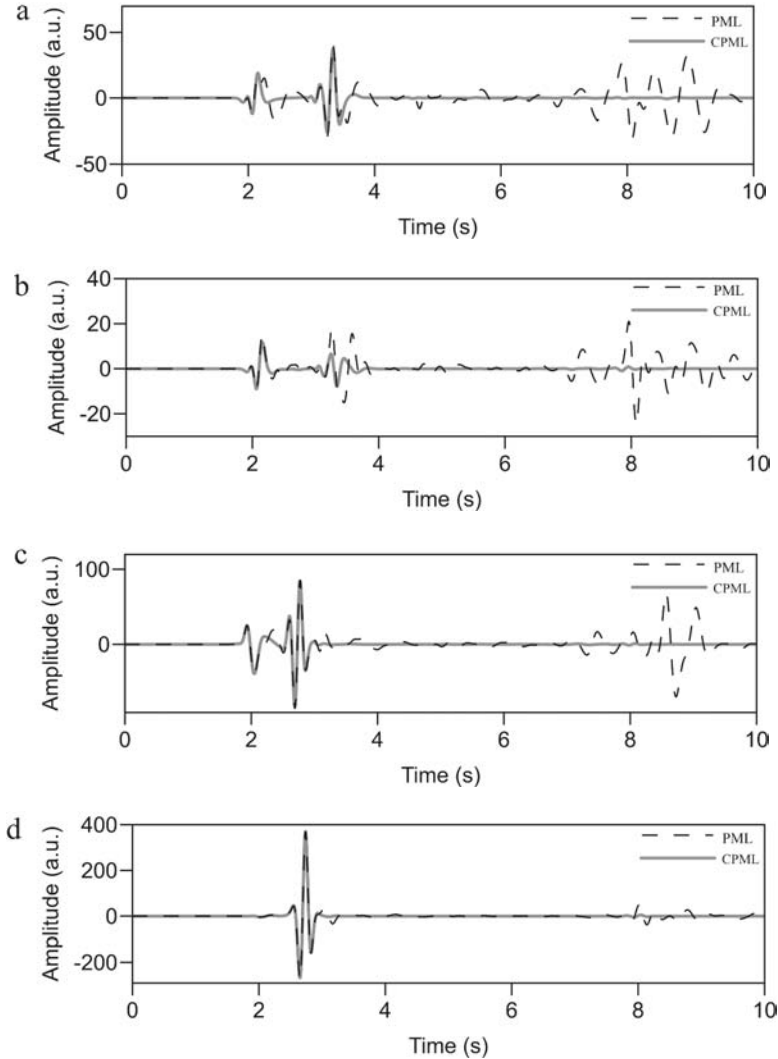 a
Amplitude (a.u.)
50
0
-50
PML
CPML
0 2 4 6 8 10
Time (s)
b
Amplitude (a.u.)
40
20
0
-20
PML
CPML
0 2 4 6 8 10
Time (s)
c
Amplitude (a.u.)
100
0
PML
CPML
0 2 4 6 8 10
Time (s)
d
Amplitude (a.u.)
400
200
0
-200
PML
CPML
0 2 4 6 8 10
Time (s)